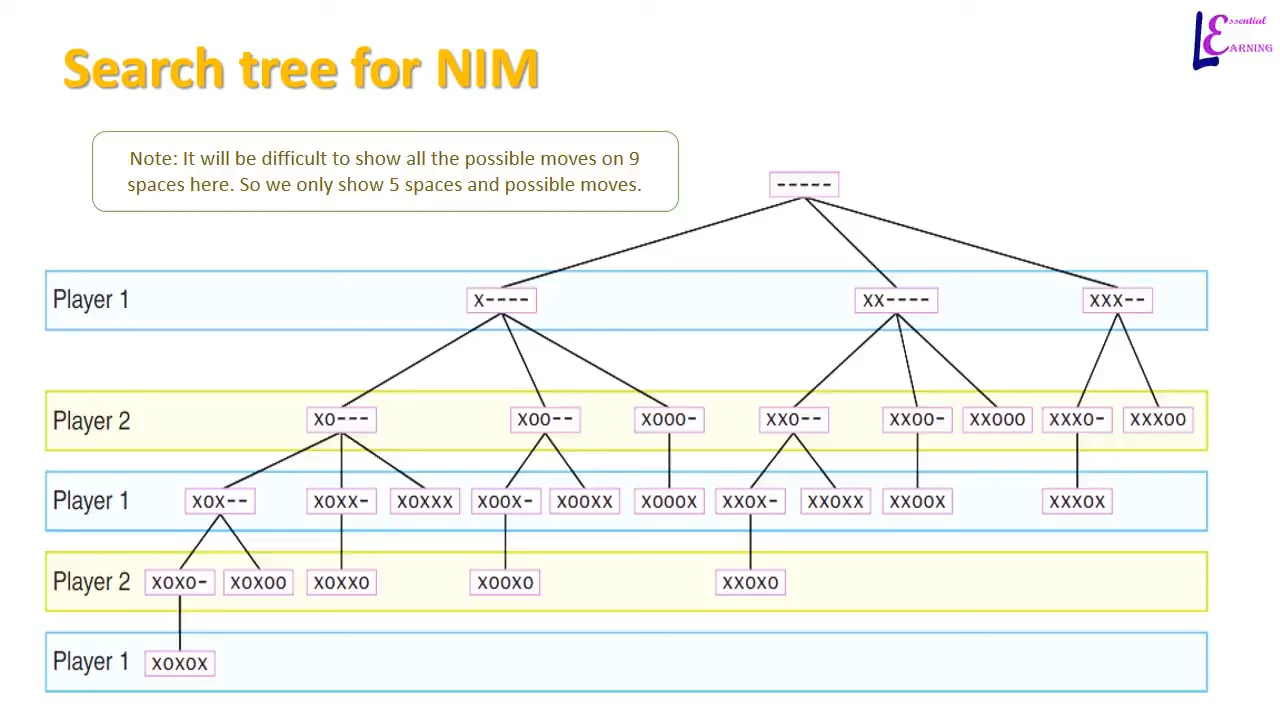 Search tree for NIM
Essential
LEARNING
Note: It will be difficult to show all the possible moves on 9
spaces here. So we only show 5 spaces and possible moves.
-----
Player 1 x---- xx---- xxx--
Player 2 xo--- xoo-- xooo- xxo-- xxoo- xxooo xxxo- xxxoo
Player 1 xox-- xoxx- xoxxx xoox- xooxx xooox xxox- xxoxx xxoox xxxox
Player 2 xoxo- xoxoo xoxxo xooxo xxoxo
Player 1 xoxox